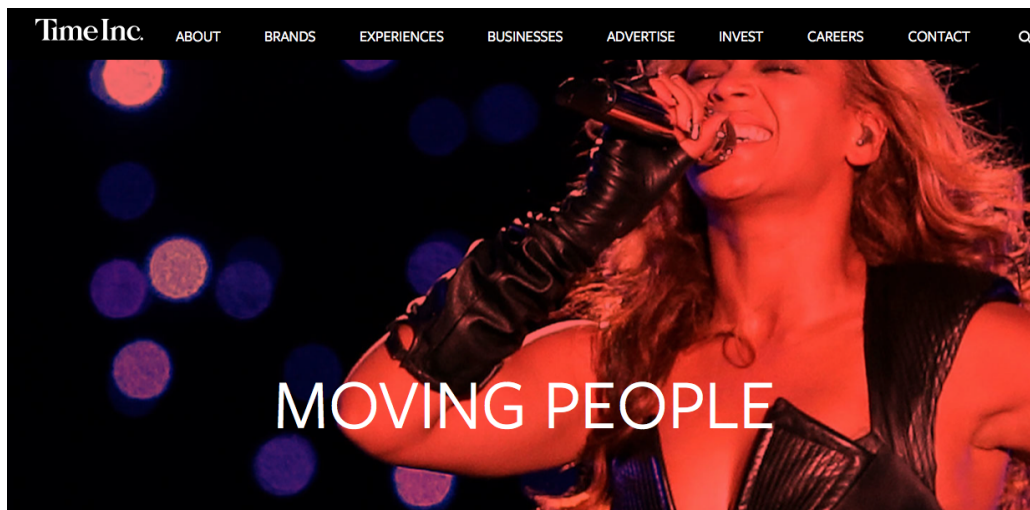 Time Inc. ABOUT BRANDS EXPERIENCES BUSINESSES ADVERTISE INVEST CAREERS CONTACT
MOVING PEOPLE